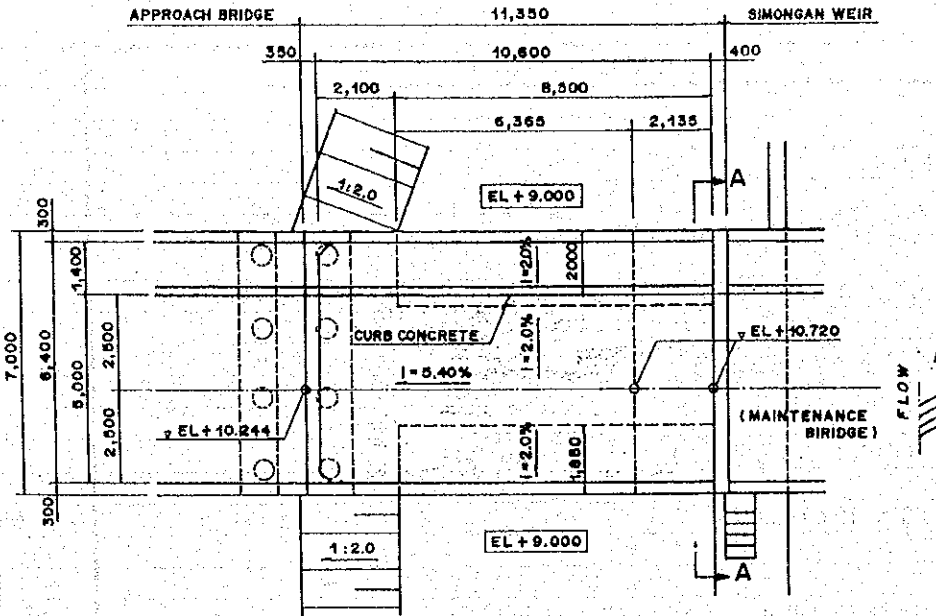 APPROACH BRIDGE 11,350 SIMONGAN WEIR
350 10,600 400
2,100 8,500
6,365 2,135
1:2.0
EL + 9.000
A
300
1,400
7,000
6,400
5,000
2,500
2,500
300
I=2.0%
2000
CURB CONCRETE
I=2.0%
EL+10.720
I=5.40%
EL+10.244
(MAINTENANCE
BIRIDGE)
FLOW
I=2.0%
1,850
1:2.0
EL + 9.000
A